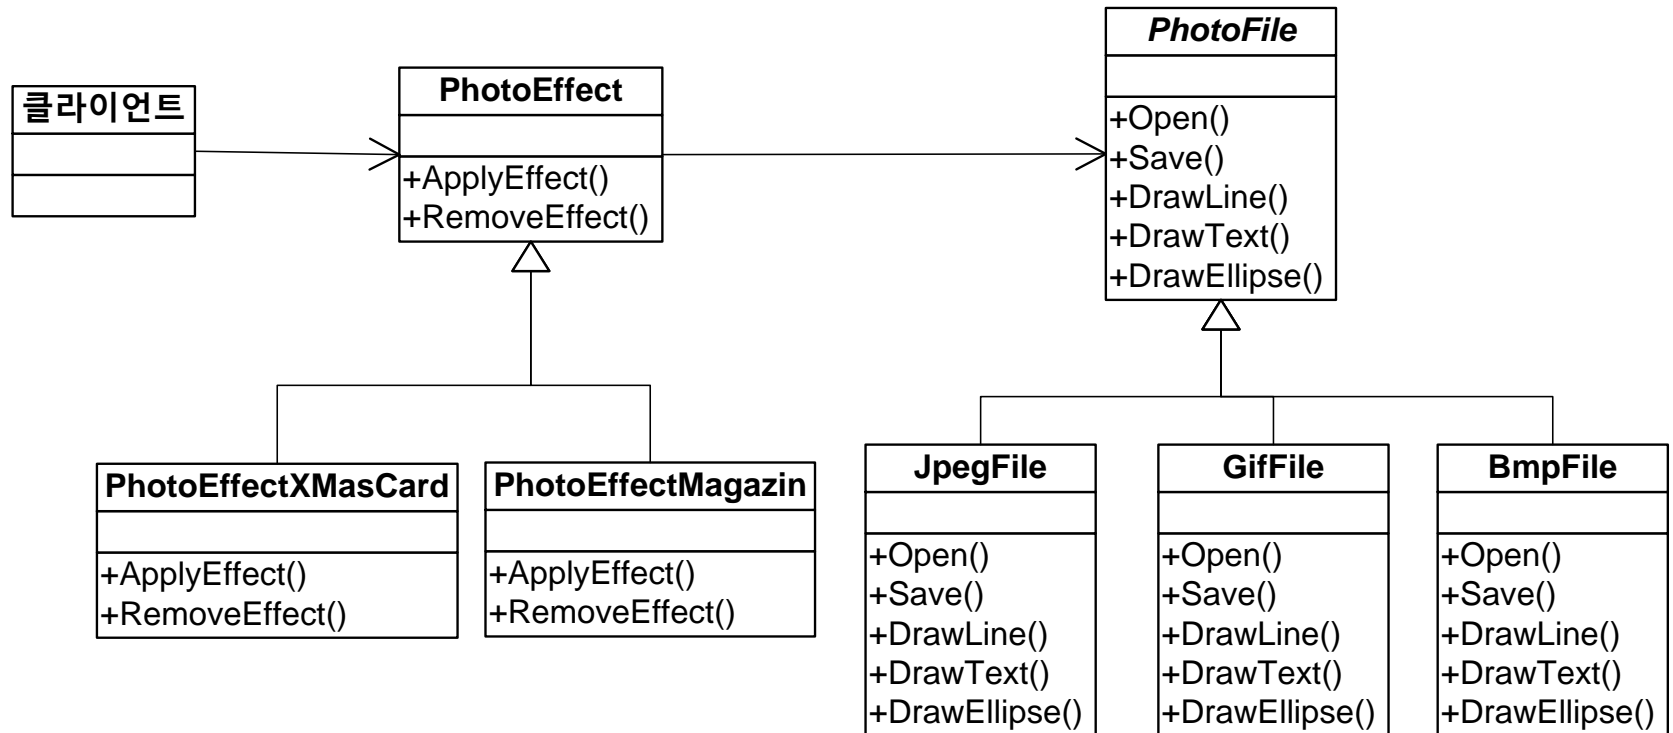 클라이언트
PhotoEffect
+ApplyEffect()
+RemoveEffect()
PhotoFile
+Open()
+Save()
+DrawLine()
+DrawText()
+DrawEllipse()
PhotoEffectXMasCard
+ApplyEffect()
+RemoveEffect()
PhotoEffectMagazin
+ApplyEffect()
+RemoveEffect()
JpegFile
+Open()
+Save()
+DrawLine()
+DrawText()
+DrawEllipse()
GifFile
+Open()
+Save()
+DrawLine()
+DrawText()
+DrawEllipse()
BmpFile
+Open()
+Save()
+DrawLine()
+DrawText()
+DrawEllipse()